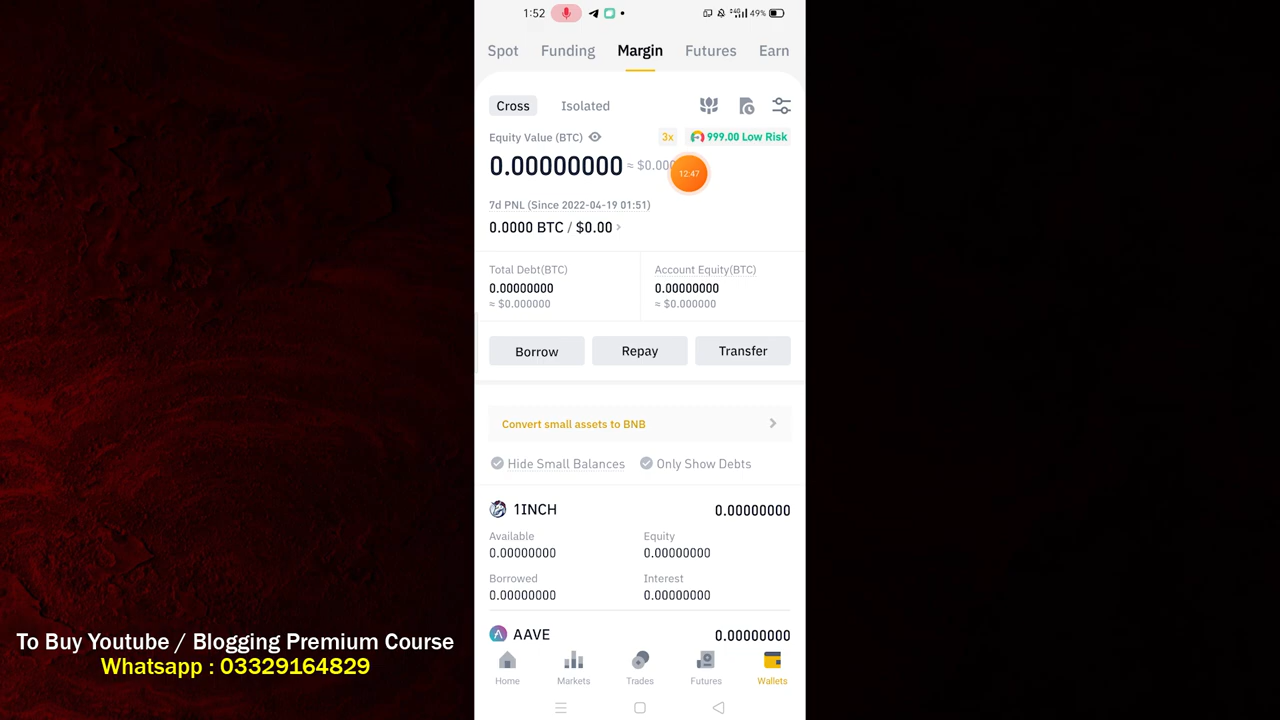 1:52
49%
Spot Funding Margin Futures Earn
Cross Isolated
Equity Value (BTC) 3x 999.00 Low Risk
0.00000000 ≈ $0.000
12:47
7d PNL (Since 2022-04-19 01:51)
0.0000 BTC / $0.00 >
Total Debt(BTC) Account Equity(BTC)
0.00000000 0.00000000
≈ $0.000000 ≈ $0.000000
Borrow Repay Transfer
Convert small assets to BNB
Hide Small Balances Only Show Debts
1INCH 0.00000000
Available Equity
0.00000000 0.00000000
Borrowed Interest
0.00000000 0.00000000
AAVE 0.00000000
Home Markets Trades Futures Wallets
To Buy Youtube / Blogging Premium Course
Whatsapp : 03329164829